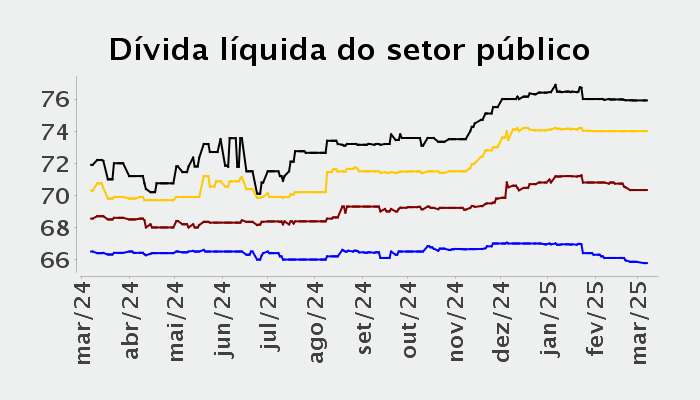 Dívida líquida do setor público
76
74
72
70
68
66
mar/24
abr/24
mai/24
jun/24
jul/24
ago/24
set/24
out/24
nov/24
dez/24
jan/25
fev/25
mar/25